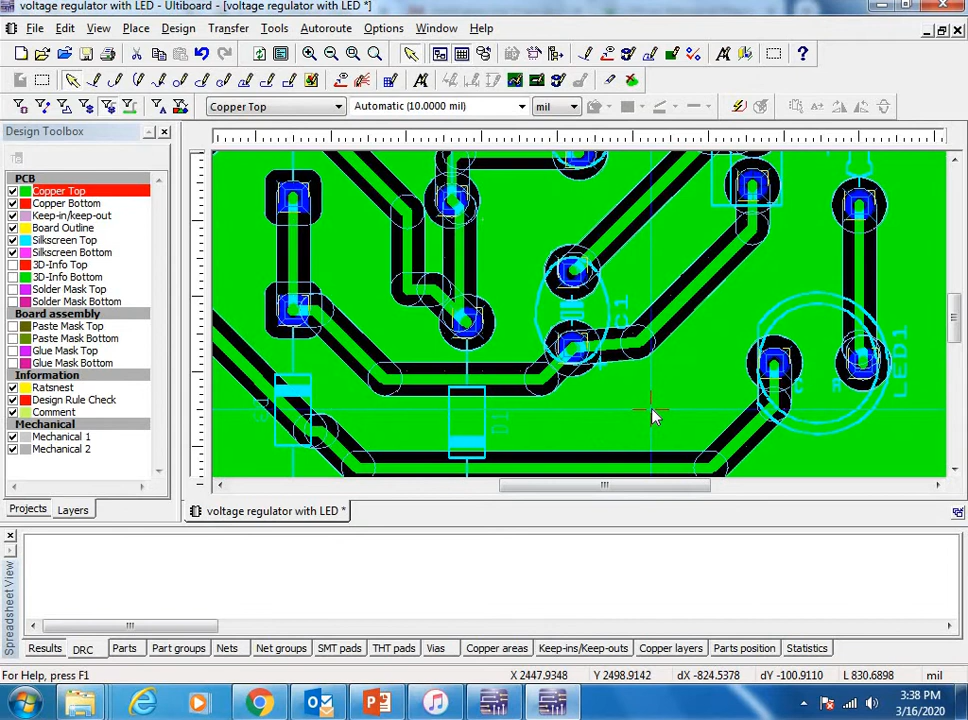 voltage regulator with LED - Ultiboard - [voltage regulator with LED *]
File Edit View Place Design Transfer Tools Autoroute Options Window Help
Copper Top Automatic (10.0000 mil) mil
Design Toolbox
PCB
Copper Top
Copper Bottom
Keep-in/keep-out
Board Outline
Silkscreen Top
Silkscreen Bottom
3D-Info Top
3D-Info Bottom
Solder Mask Top
Solder Mask Bottom
Board assembly
Paste Mask Top
Paste Mask Bottom
Glue Mask Top
Glue Mask Bottom
Information
Ratsnest
Design Rule Check
Comment
Mechanical
Mechanical 1
Mechanical 2
Projects Layers
C1
D1
LED1
voltage regulator with LED *
Spreadsheet View
Results DRC Parts Part groups Nets Net groups SMT pads THT pads Vias Copper areas Keep-ins/Keep-outs Copper layers Parts position Statistics
For Help, press F1 X 2447.9348 Y 2498.9142 dX -824.5378 dY -100.9110 L 830.6898 mil
3:38 PM
3/16/2020